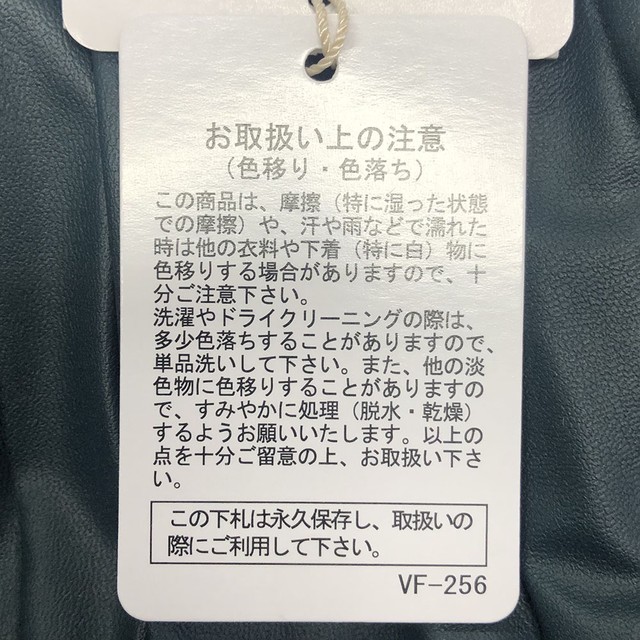 お取扱い上の注意
（色移り・色落ち）
この商品は、摩擦（特に湿った状態
での摩擦）や、汗や雨などで濡れた
時は他の衣料や下着（特に白）物に
色移りする場合がありますので、十
分ご注意下さい。
洗濯やドライクリーニングの際は、
多少色落ちすることがありますので、
単品洗いして下さい。また、他の淡
色物に色移りすることがありますの
で、すみやかに処理（脱水・乾燥）
するようお願いいたします。以上の
点を十分ご留意の上、お取扱い下さ
い。
この下札は永久保存し、取扱いの
際にご利用して下さい。
VF-256